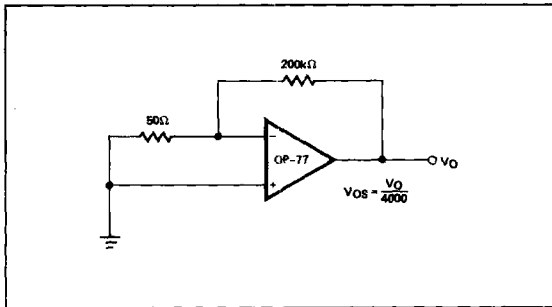 200kΩ
50Ω
−
OP-77
+
VO
VOS = VO/4000